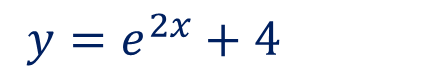 y = e^{2x} + 4